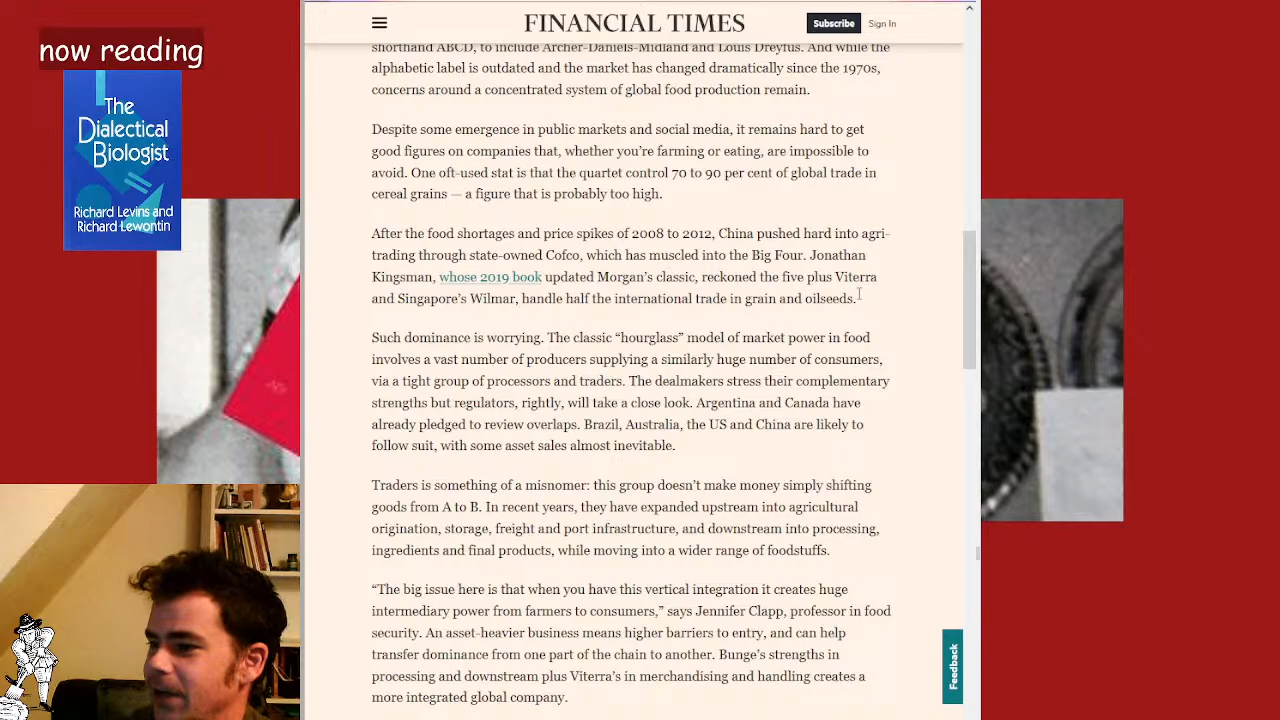 now reading
The
Dialectical
Biologist
Richard Levins and
Richard Lewontin
FINANCIAL TIMES
Subscribe
Sign In
shorthand ABCD, to include Archer-Daniels-Midland and Louis Dreyfus. And while the
alphabetic label is outdated and the market has changed dramatically since the 1970s,
concerns around a concentrated system of global food production remain.
Despite some emergence in public markets and social media, it remains hard to get
good figures on companies that, whether you’re farming or eating, are impossible to
avoid. One oft-used stat is that the quartet control 70 to 90 per cent of global trade in
cereal grains — a figure that is probably too high.
After the food shortages and price spikes of 2008 to 2012, China pushed hard into agri-
trading through state-owned Cofco, which has muscled into the Big Four. Jonathan
Kingsman, whose 2019 book updated Morgan’s classic, reckoned the five plus Viterra
and Singapore’s Wilmar, handle half the international trade in grain and oilseeds.
Such dominance is worrying. The classic “hourglass” model of market power in food
involves a vast number of producers supplying a similarly huge number of consumers,
via a tight group of processors and traders. The dealmakers stress their complementary
strengths but regulators, rightly, will take a close look. Argentina and Canada have
already pledged to review overlaps. Brazil, Australia, the US and China are likely to
follow suit, with some asset sales almost inevitable.
Traders is something of a misnomer: this group doesn’t make money simply shifting
goods from A to B. In recent years, they have expanded upstream into agricultural
origination, storage, freight and port infrastructure, and downstream into processing,
ingredients and final products, while moving into a wider range of foodstuffs.
“The big issue here is that when you have this vertical integration it creates huge
intermediary power from farmers to consumers,” says Jennifer Clapp, professor in food
security. An asset-heavier business means higher barriers to entry, and can help
transfer dominance from one part of the chain to another. Bunge’s strengths in
processing and downstream plus Viterra’s in merchandising and handling creates a
more integrated global company.
Feedback